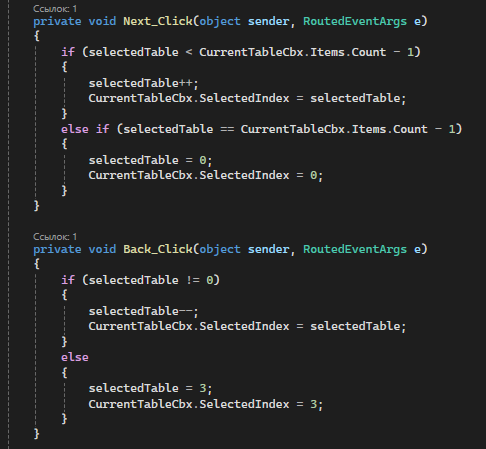 Ссылок: 1
private void Next_Click(object sender, RoutedEventArgs e)
{
if (selectedTable < CurrentTableCbx.Items.Count - 1)
{
selectedTable++;
CurrentTableCbx.SelectedIndex = selectedTable;
}
else if (selectedTable == CurrentTableCbx.Items.Count - 1)
{
selectedTable = 0;
CurrentTableCbx.SelectedIndex = 0;
}
}
Ссылок: 1
private void Back_Click(object sender, RoutedEventArgs e)
{
if (selectedTable != 0)
{
selectedTable--;
CurrentTableCbx.SelectedIndex = selectedTable;
}
else
{
selectedTable = 3;
CurrentTableCbx.SelectedIndex = 3;
}
}